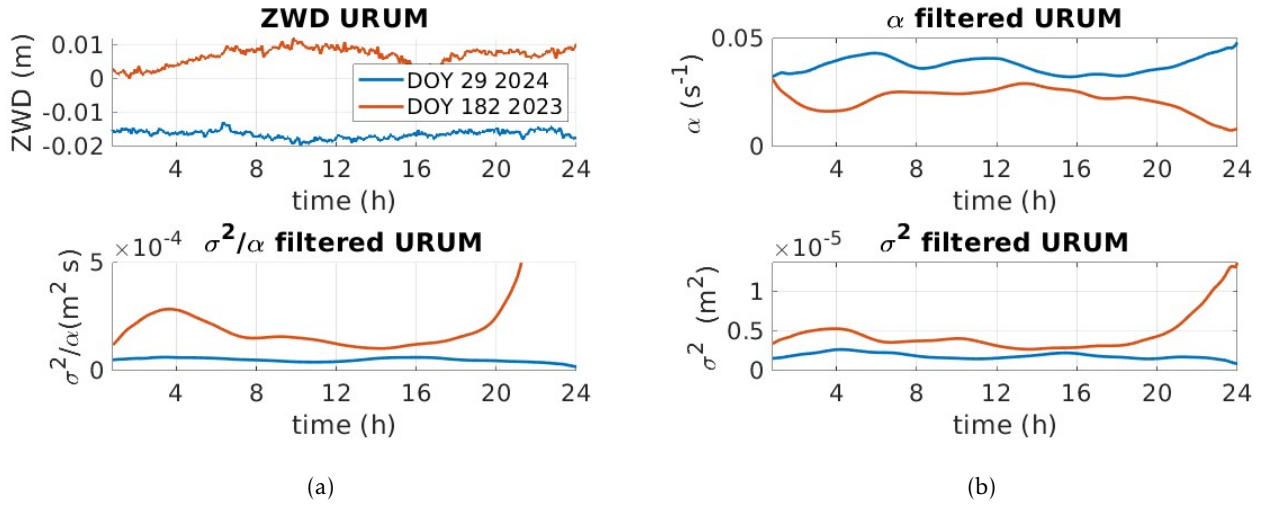 ZWD URUM
ZWD (m)
0.01
0
-0.01
-0.02
DOY 29 2024
DOY 182 2023
4 8 12 16 20 24
time (h)
×10⁻⁴ σ²/α filtered URUM
σ²/α(m² s)
5
0
4 8 12 16 20 24
time (h)
(a)
α filtered URUM
α (s⁻¹)
0.05
0
4 8 12 16 20 24
time (h)
×10⁻⁵ σ² filtered URUM
σ² (m²)
1
0.5
0
4 8 12 16 20 24
time (h)
(b)